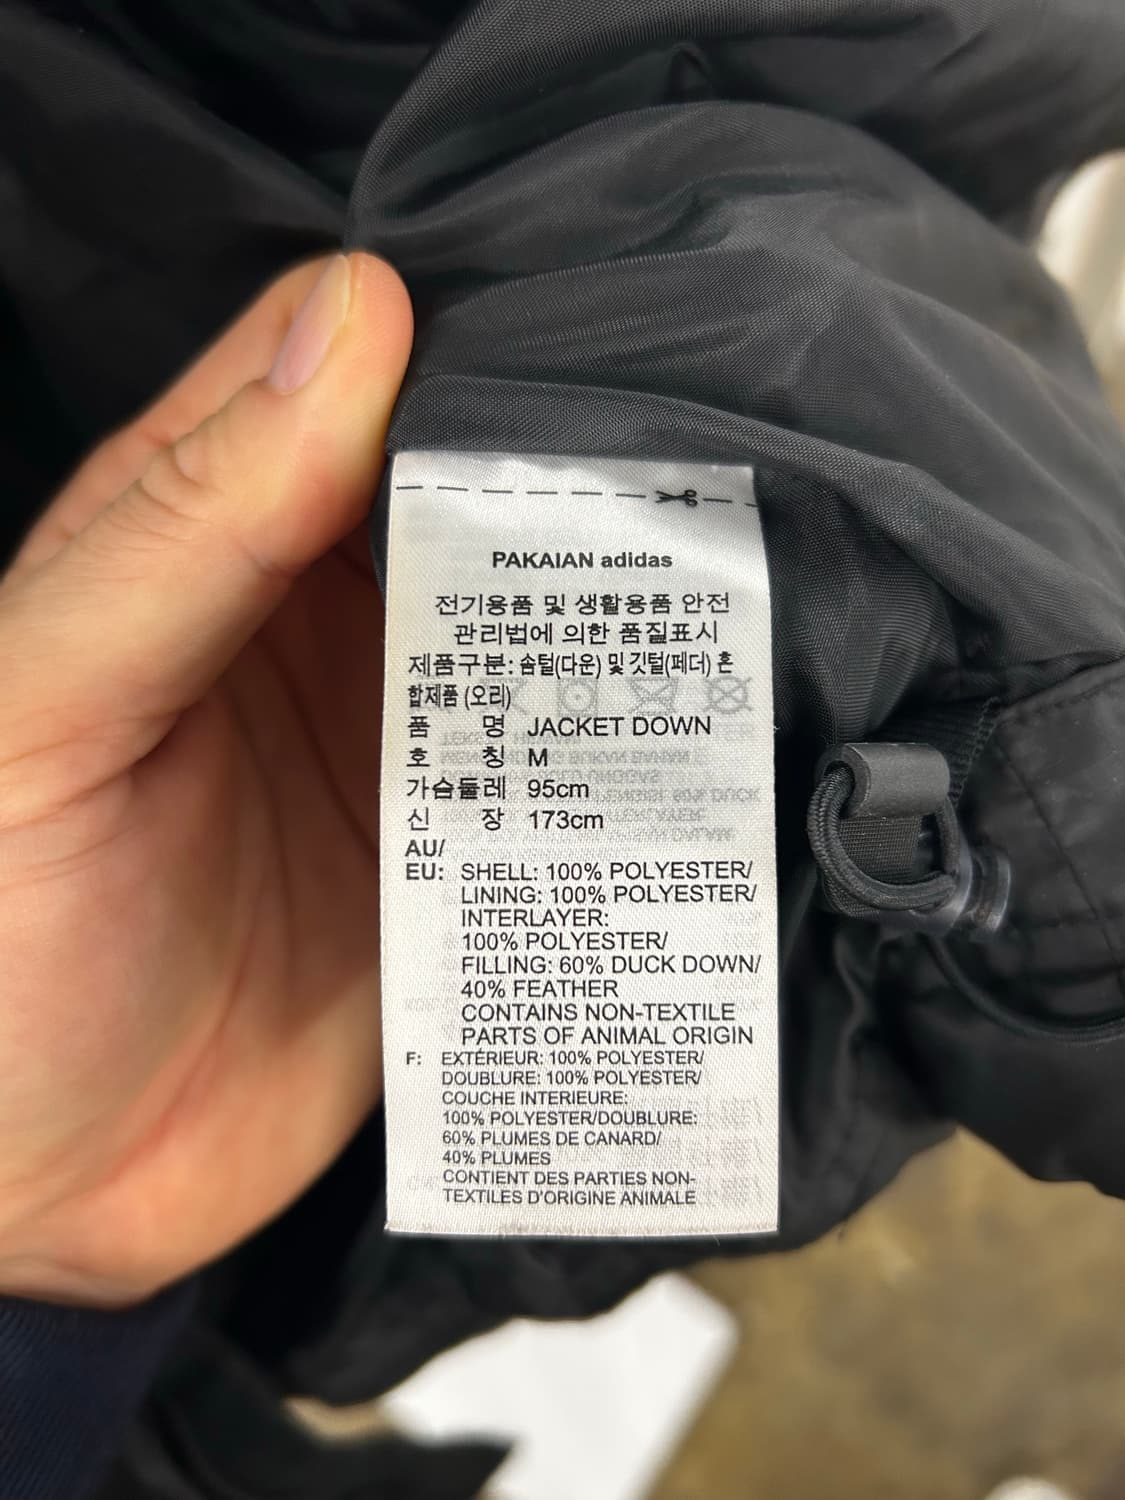 PAKAIAN adidas
전기용품 및 생활용품 안전
관리법에 의한 품질표시
제품구분: 솜털(다운) 및 깃털(페더) 혼
합제품 (오리)
품 명 JACKET DOWN
호 칭 M
가슴둘레 95cm
신 장 173cm
AU/
EU: SHELL: 100% POLYESTER/
LINING: 100% POLYESTER/
INTERLAYER:
100% POLYESTER/
FILLING: 60% DUCK DOWN/
40% FEATHER
CONTAINS NON-TEXTILE
PARTS OF ANIMAL ORIGIN
F: EXTÉRIEUR: 100% POLYESTER/
DOUBLURE: 100% POLYESTER/
COUCHE INTERIEURE:
100% POLYESTER/DOUBLURE:
60% PLUMES DE CANARD/
40% PLUMES
CONTIENT DES PARTIES NON-
TEXTILES D'ORIGINE ANIMALE